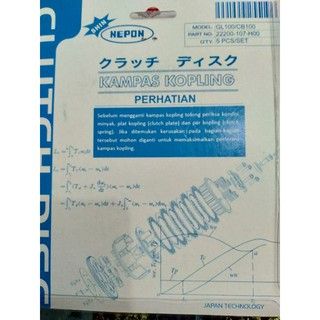 SHIN
NEPON
MODEL: GL100/CB100
PART NO: 22200-107-H00
QTY: 5 PCS/SET
クラッチ ディスク
KAMPAS KOPLING
PERHATIAN
Sebelum mengganti kampas kopling tolong periksa kondisi
minyak, plat kopling (clutch plate) dan per kopling (clutch
spring). Jika ditemukan kerusakan pada bagian-bagian
tersebut mohon diganti untuk memaksimalkan performa
kampas kopling.
CLUTCH DISC
JAPAN TECHNOLOGY